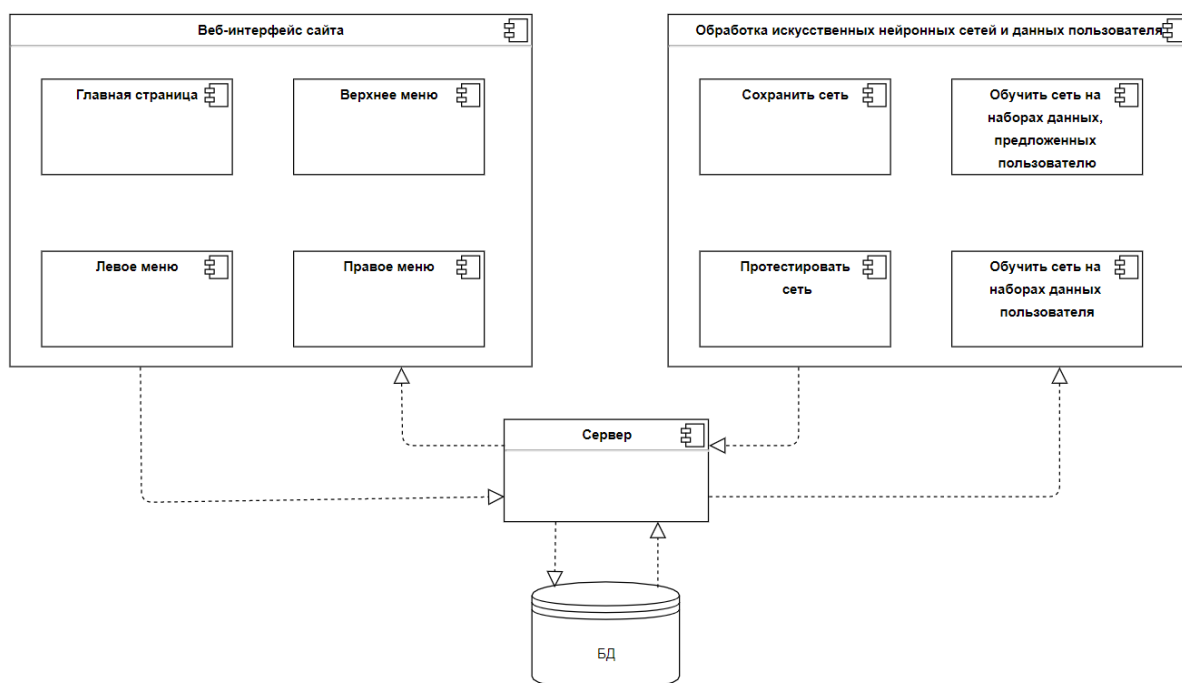 Веб-интерфейс сайта
Главная страница
Верхнее меню
Левое меню
Правое меню
Обработка искусственных нейронных сетей и данных пользователя
Сохранить сеть
Обучить сеть на
наборах данных,
предложенных
пользователю
Протестировать
сеть
Обучить сеть на
наборах данных
пользователя
Сервер
БД